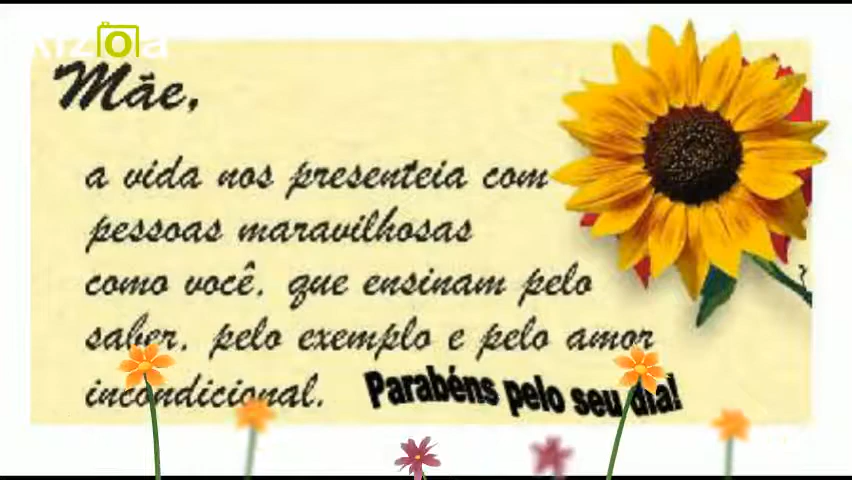 Kizoa
Mãe,
a vida nos presenteia com
pessoas maravilhosas
como você, que ensinam pelo
saber, pelo exemplo e pelo amor
incondicional. Parabéns pelo seu dia!